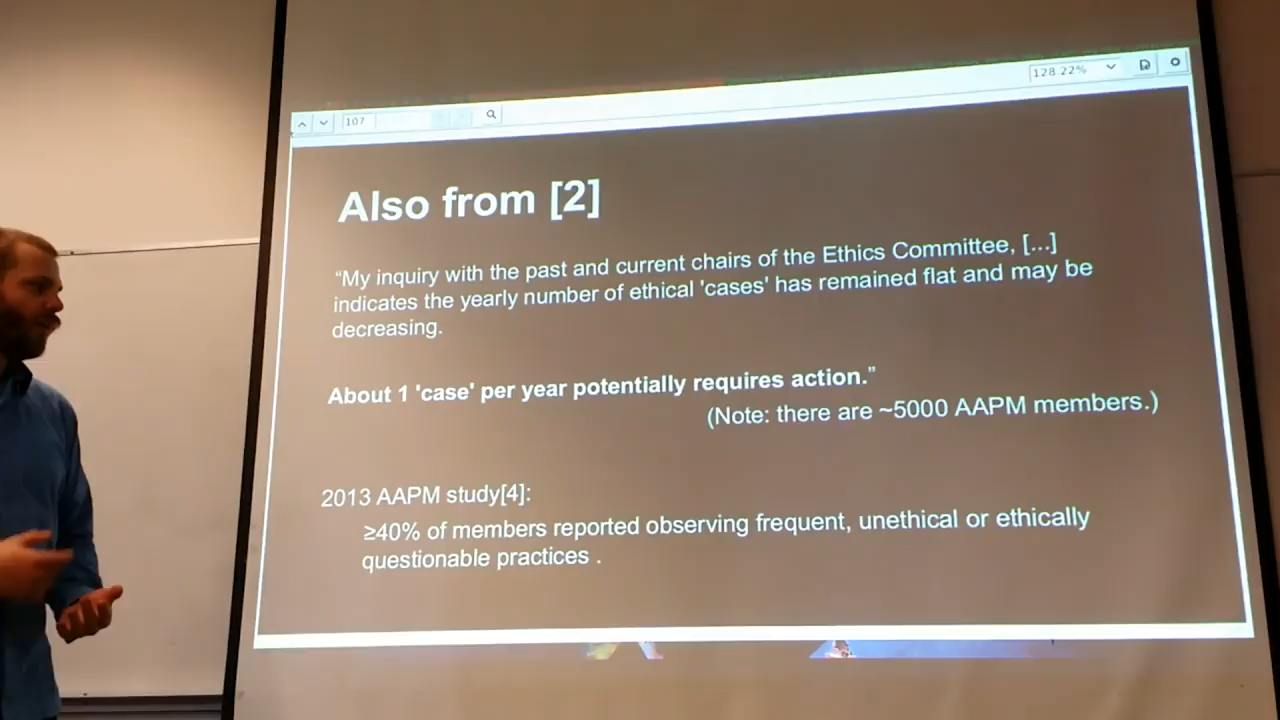 128.22%
107
Also from [2]
“My inquiry with the past and current chairs of the Ethics Committee, [...]
indicates the yearly number of ethical 'cases' has remained flat and may be
decreasing.
About 1 'case' per year potentially requires action.”
(Note: there are ~5000 AAPM members.)
2013 AAPM study[4]:
≥40% of members reported observing frequent, unethical or ethically
questionable practices .